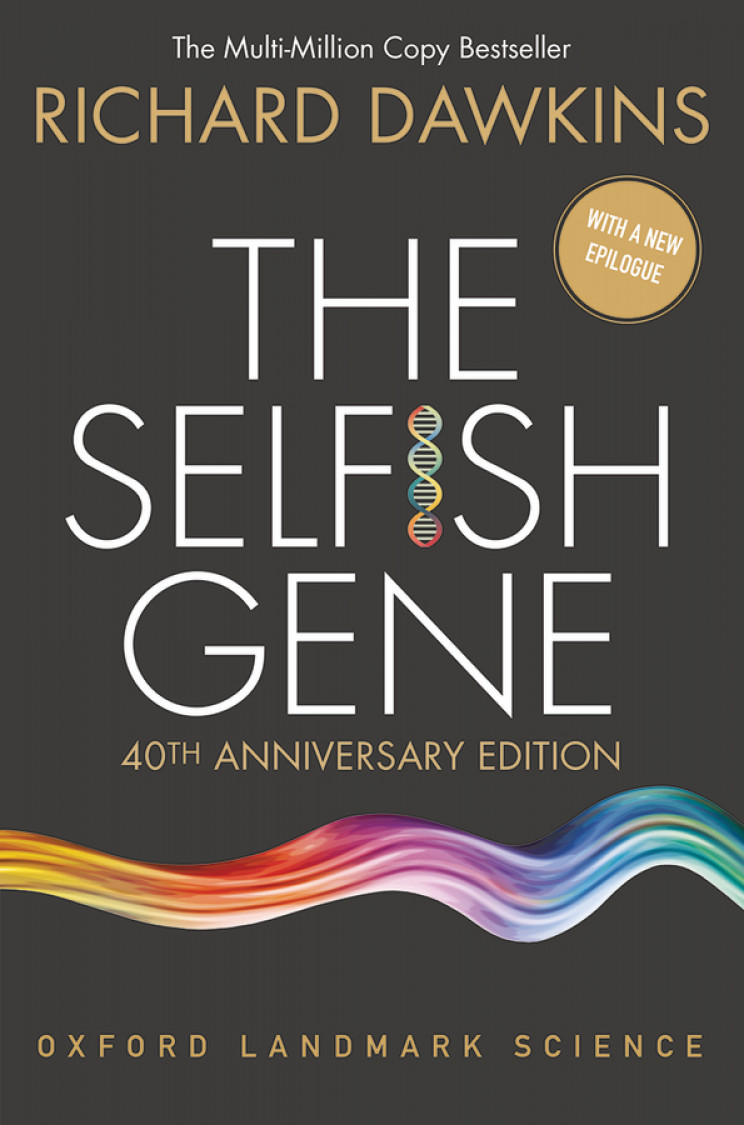 The Multi-Million Copy Bestseller
RICHARD DAWKINS
WITH A NEW
EPILOGUE
THE
SELFISH
GENE
40TH ANNIVERSARY EDITION
OXFORD LANDMARK SCIENCE